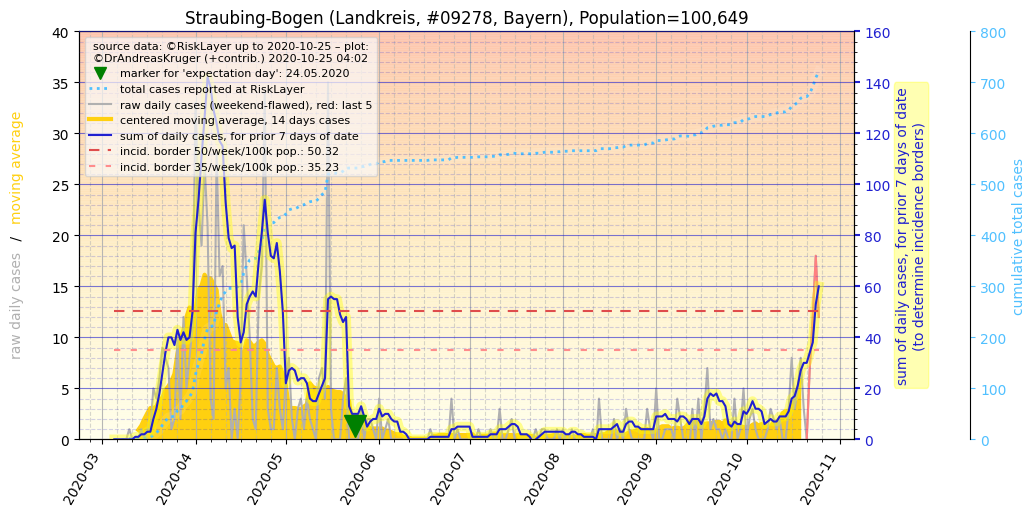 Straubing-Bogen (Landkreis, #09278, Bayern), Population=100,649
source data: ©RiskLayer up to 2020-10-25 – plot:
©DrAndreasKruger (+contrib.) 2020-10-25 04:02
marker for 'expectation day': 24.05.2020
total cases reported at RiskLayer
raw daily cases (weekend-flawed), red: last 5
centered moving average, 14 days cases
sum of daily cases, for prior 7 days of date
incid. border 50/week/100k pop.: 50.32
incid. border 35/week/100k pop.: 35.23
raw daily cases / moving average
40
35
30
25
20
15
10
5
0
160
140
120
100
80
60
40
20
0
sum of daily cases, for prior 7 days of date
(to determine incidence borders)
800
700
600
500
400
300
200
100
0
cumulative total cases
2020-03
2020-04
2020-05
2020-06
2020-07
2020-08
2020-09
2020-10
2020-11